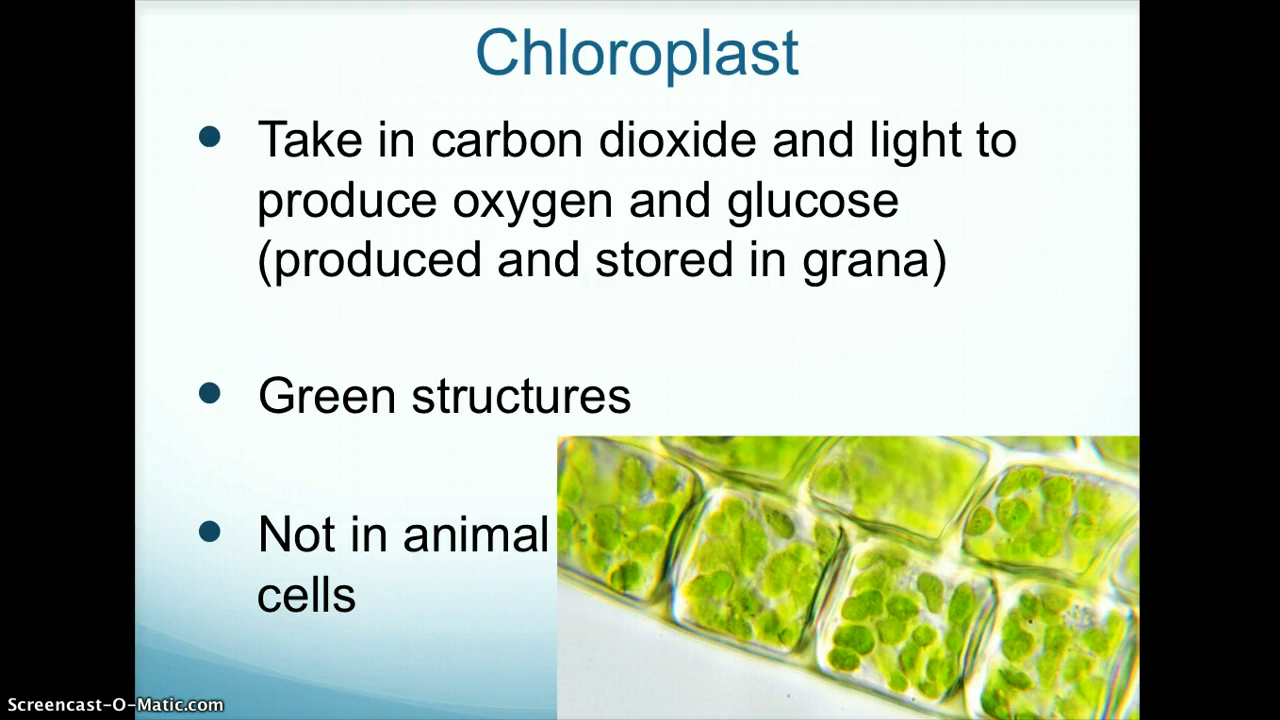 Chloroplast
• Take in carbon dioxide and light to
produce oxygen and glucose
(produced and stored in grana)
• Green structures
• Not in animal
cells
Screencast-O-Matic.com